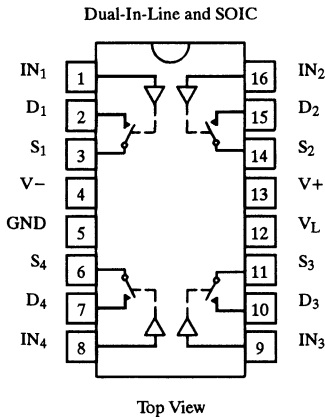 Dual-In-Line and SOIC
IN1 1 16 IN2
D1 2 15 D2
S1 3 14 S2
V− 4 13 V+
GND 5 12 VL
S4 6 11 S3
D4 7 10 D3
IN4 8 9 IN3
Top View